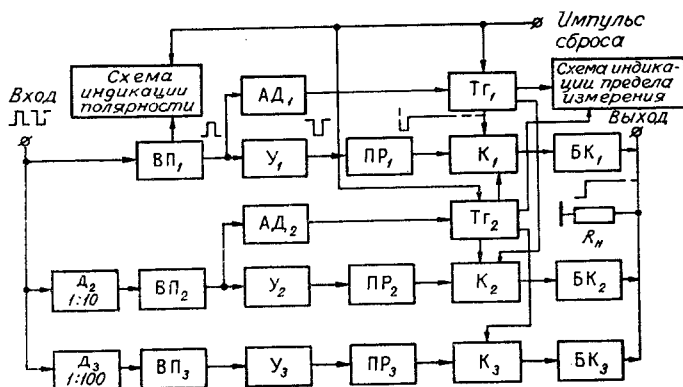 Импульс
сброса
Схема
индикации
полярности
Вход
АД₁
Тг₁
Схема индика-
ции предела
измерения
Выход
ВП₁
У₁
ПР₁
К₁
БК₁
АД₂
Тг₂
Rн
Д₂
1:10
ВП₂
У₂
ПР₂
К₂
БК₂
Д₃
1:100
ВП₃
У₃
ПР₃
К₃
БК₃